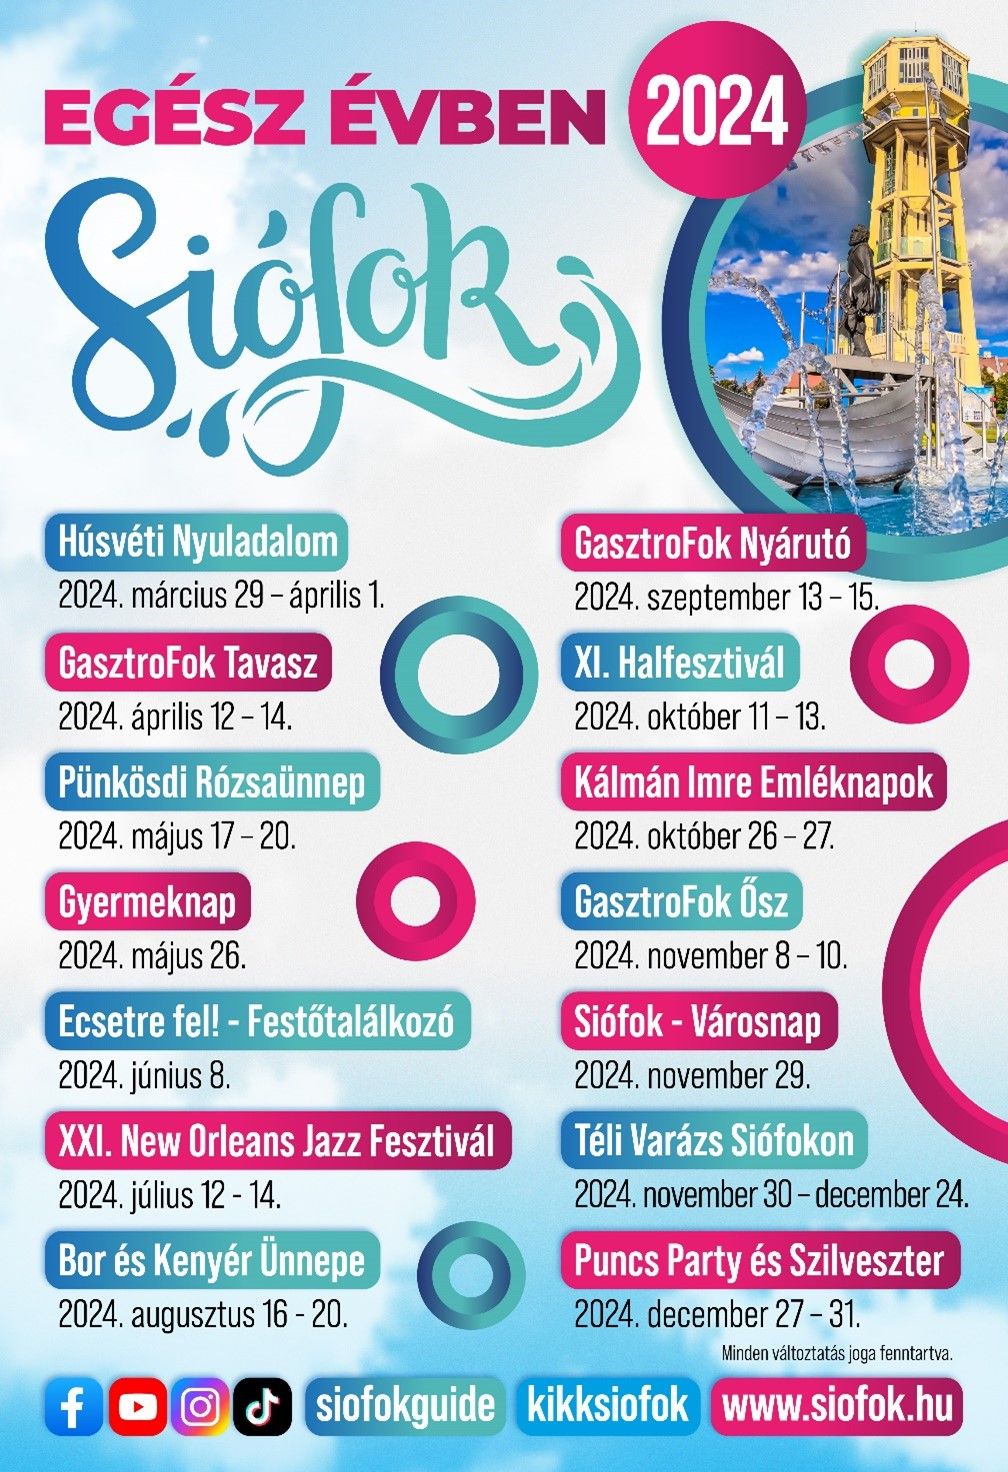 EGÉSZ ÉVBEN 2024
Siófok
Húsvéti Nyuladalom
2024. március 29 – április 1.
GasztroFok Tavasz
2024. április 12 – 14.
Pünkösdi Rózsaünnep
2024. május 17 – 20.
Gyermeknap
2024. május 26.
Ecsetre fel! - Festőtalálkozó
2024. június 8.
XXI. New Orleans Jazz Fesztivál
2024. július 12 - 14.
Bor és Kenyér Ünnepe
2024. augusztus 16 - 20.
GasztroFok Nyárutó
2024. szeptember 13 – 15.
XI. Halfesztivál
2024. október 11 – 13.
Kálmán Imre Emléknapok
2024. október 26 – 27.
GasztroFok Ősz
2024. november 8 – 10.
Siófok - Városnap
2024. november 29.
Téli Varázs Siófokon
2024. november 30 – december 24.
Puncs Party és Szilveszter
2024. december 27 – 31.
Minden változtatás joga fenntartva.
siofokguide kikksiofok www.siofok.hu